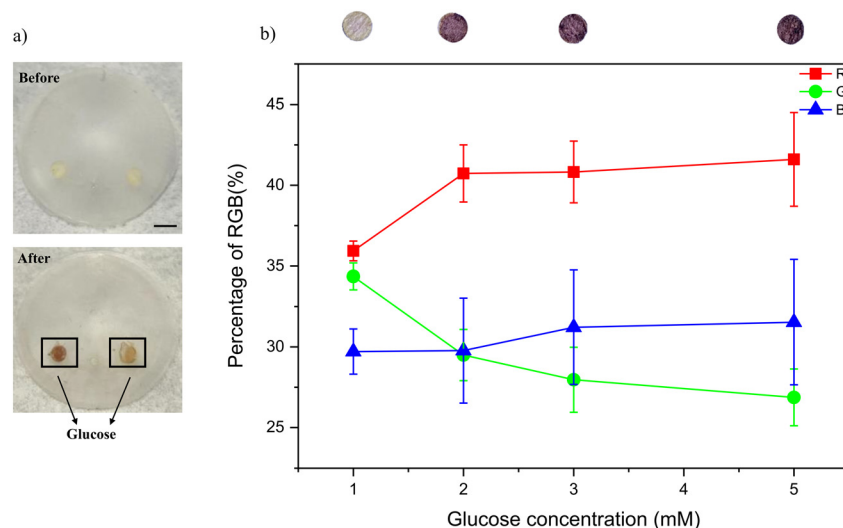 a)
Before
After
Glucose
b)
R
G
B
Percentage of RGB(%)
45
40
35
30
25
1
2
3
4
5
Glucose concentration (mM)